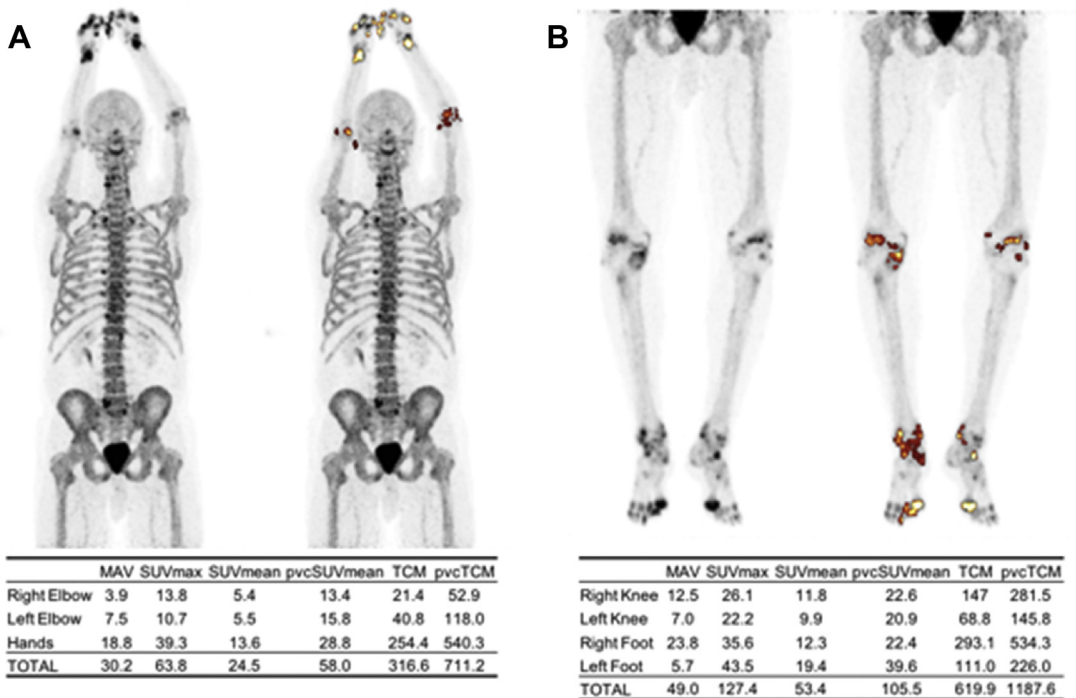 A
B
MAV SUVmax SUVmean pvcSUVmean TCM pvcTCM
Right Elbow 3.9 13.8 5.4 13.4 21.4 52.9
Left Elbow 7.5 10.7 5.5 15.8 40.8 118.0
Hands 18.8 39.3 13.6 28.8 254.4 540.3
TOTAL 30.2 63.8 24.5 58.0 316.6 711.2
MAV SUVmax SUVmean pvcSUVmean TCM pvcTCM
Right Knee 12.5 26.1 11.8 22.6 147 281.5
Left Knee 7.0 22.2 9.9 20.9 68.8 145.8
Right Foot 23.8 35.6 12.3 22.4 293.1 534.3
Left Foot 5.7 43.5 19.4 39.6 111.0 226.0
TOTAL 49.0 127.4 53.4 105.5 619.9 1187.6